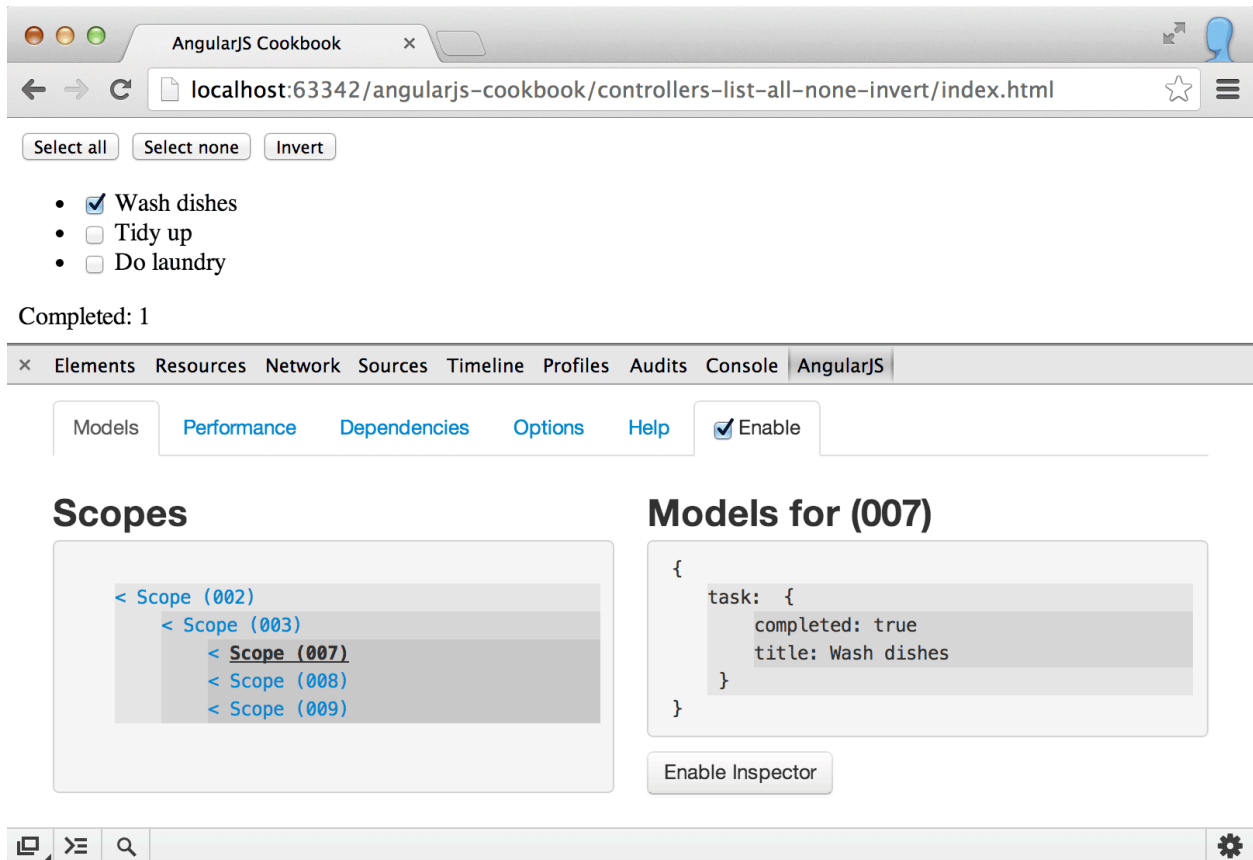 AngularJS Cookbook ×
localhost:63342/angularjs-cookbook/controllers-list-all-none-invert/index.html
Select all Select none Invert
• Wash dishes
• Tidy up
• Do laundry
Completed: 1
× Elements Resources Network Sources Timeline Profiles Audits Console AngularJS
Models Performance Dependencies Options Help Enable
Scopes
< Scope (002)
< Scope (003)
< Scope (007)
< Scope (008)
< Scope (009)
Models for (007)
{
task: {
completed: true
title: Wash dishes
}
}
Enable Inspector